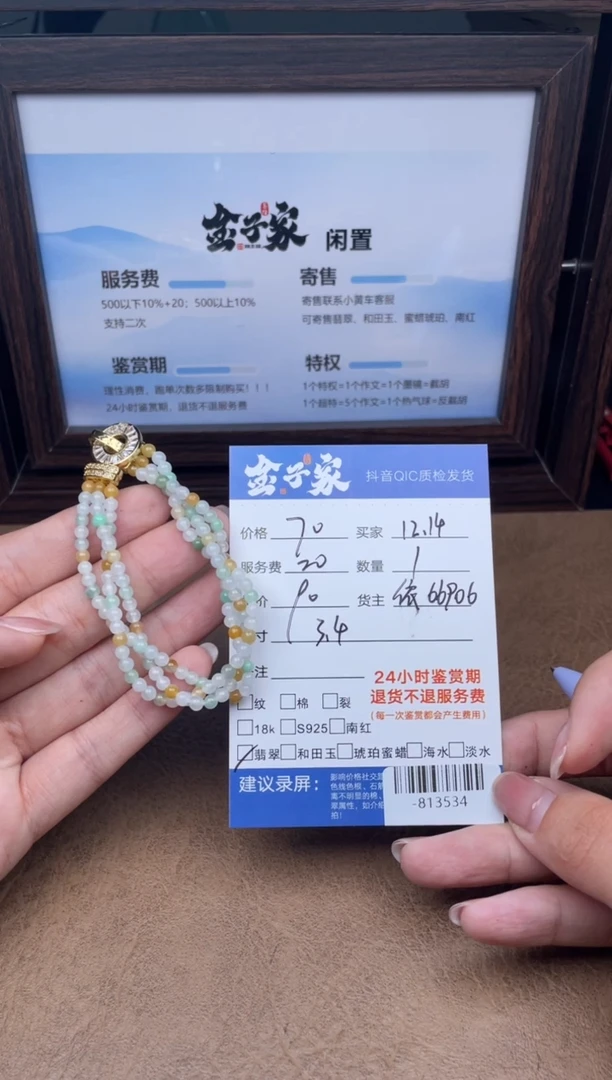 金子家 闲置
服务费
500以下10%+20；500以上10%
支持二次
寄售
寄售联系小黄车客服
可寄售翡翠、和田玉、蜜蜡琥珀、南红
鉴赏期
理性消费，跑单次数多限制购买！！！
24小时鉴赏期，退货不退服务费
特权
1个特权=1个作文=1个墨镜=截胡
1个超特=5个作文=1个热气球=反截胡
金子家 抖音QIC质检发货
价格 70 买家 12.14
服务费 20 数量 1
价 90 货主 依66906
寸 3.4
注
24小时鉴赏期
退货不退服务费
(每一次鉴赏都会产生费用)
纹 棉 裂
18k S925 南红
翡翠 和田玉 琥珀蜜蜡 海水 淡水
建议录屏：
-813534